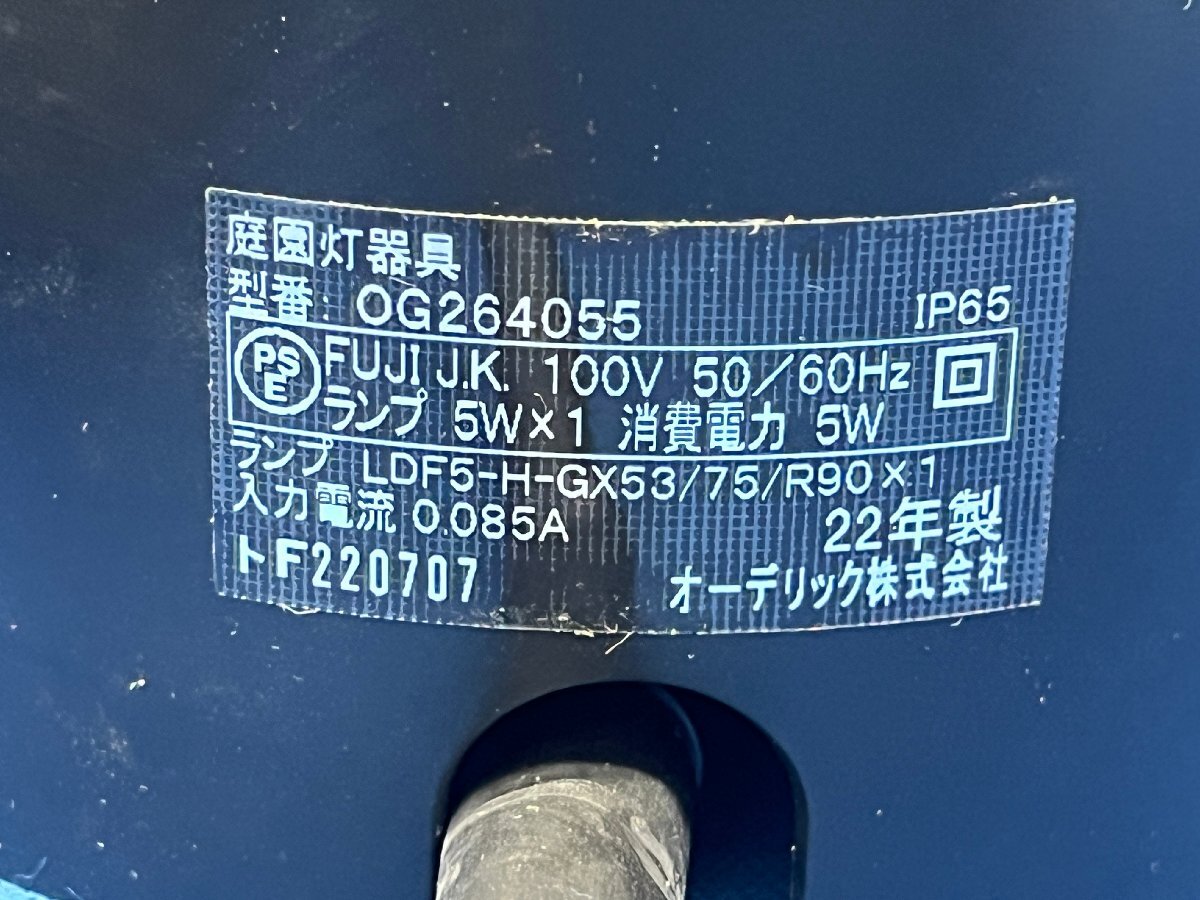 庭園灯器具
型番: OG264055 IP65
PSE FUJI J.K. 100V 50/60Hz
ランプ 5W×1 消費電力 5W
ランプ LDF5-H-GX53/75/R90×1
入力電流 0.085A 22年製
トF220707 オーデリック株式会社